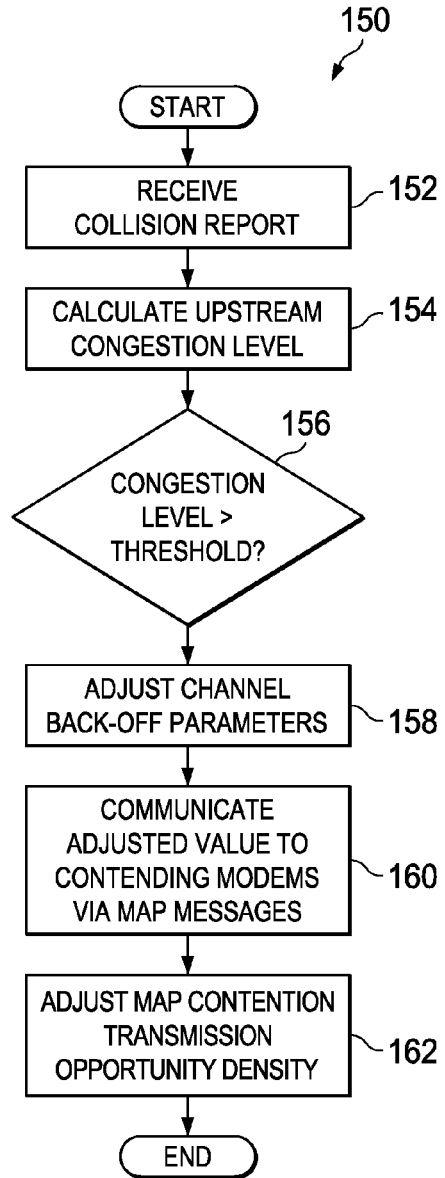 150
START
RECEIVE
COLLISION REPORT
152
CALCULATE UPSTREAM
CONGESTION LEVEL
154
156
CONGESTION
LEVEL >
THRESHOLD?
ADJUST CHANNEL
BACK-OFF PARAMETERS
158
COMMUNICATE
ADJUSTED VALUE TO
CONTENDING MODEMS
VIA MAP MESSAGES
160
ADJUST MAP CONTENTION
TRANSMISSION
OPPORTUNITY DENSITY
162
END